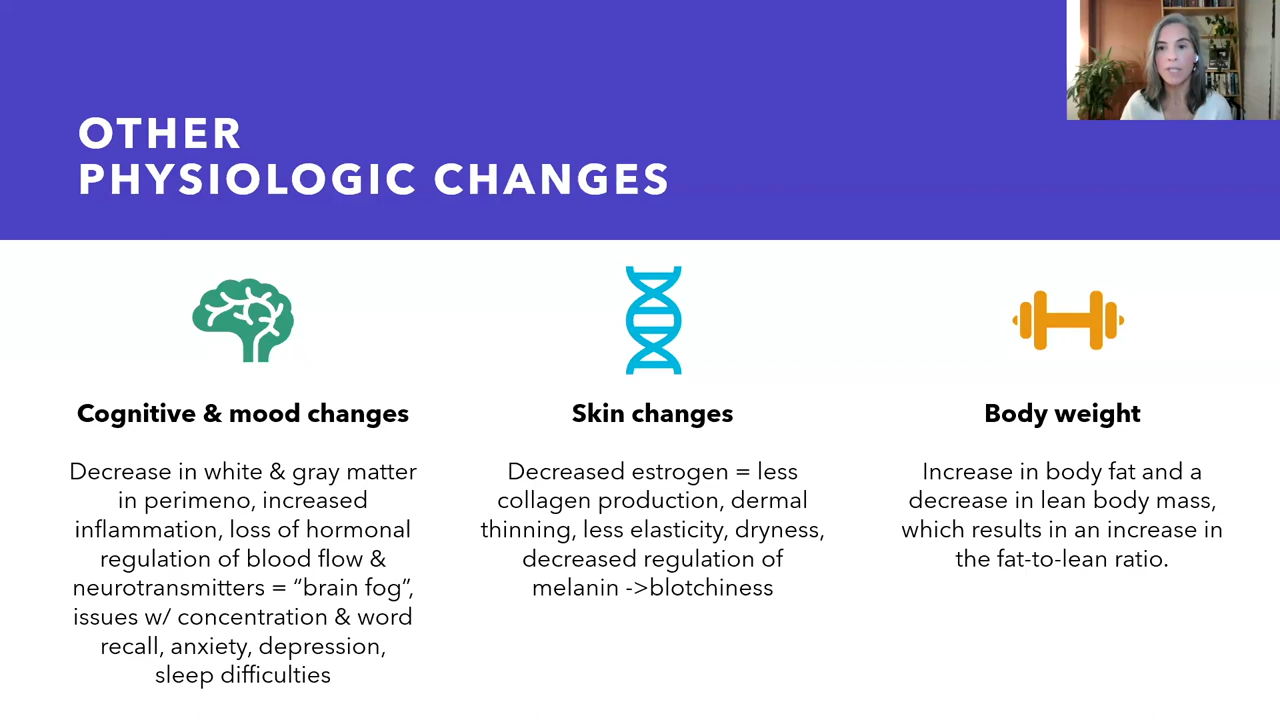 OTHER
PHYSIOLOGIC CHANGES
Cognitive & mood changes
Decrease in white & gray matter
in perimeno, increased
inflammation, loss of hormonal
regulation of blood flow &
neurotransmitters = “brain fog”,
issues w/ concentration & word
recall, anxiety, depression,
sleep difficulties
Skin changes
Decreased estrogen = less
collagen production, dermal
thinning, less elasticity, dryness,
decreased regulation of
melanin ->blotchiness
Body weight
Increase in body fat and a
decrease in lean body mass,
which results in an increase in
the fat-to-lean ratio.